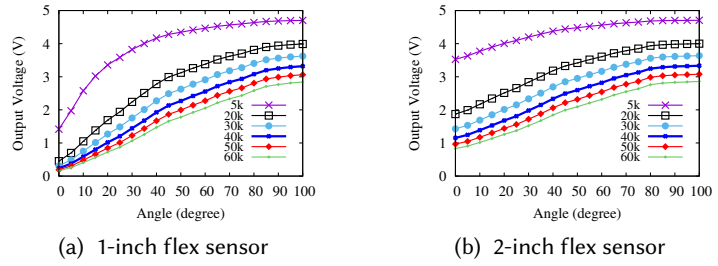 5
4
3
2
1
0
Output Voltage (V)
0 10 20 30 40 50 60 70 80 90 100
Angle (degree)
5k
20k
30k
40k
50k
60k
(a) 1-inch flex sensor
5
4
3
2
1
0
Output Voltage (V)
0 10 20 30 40 50 60 70 80 90 100
Angle (degree)
5k
20k
30k
40k
50k
60k
(b) 2-inch flex sensor